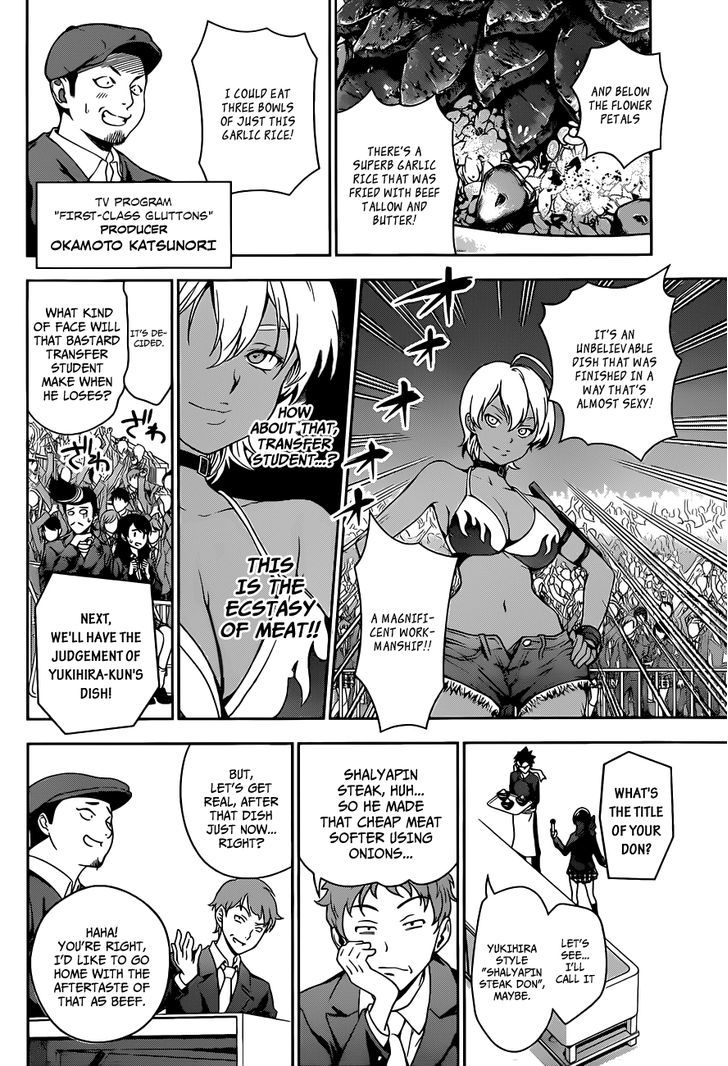 AND BELOW
THE FLOWER
PETALS
THERE'S A
SUPERB GARLIC
RICE THAT WAS
FRIED WITH BEEF
TALLOW AND
BUTTER!
I COULD EAT
THREE BOWLS
OF JUST THIS
GARLIC RICE!
TV PROGRAM
"FIRST-CLASS GLUTTONS"
PRODUCER
OKAMOTO KATSUNORI
IT'S AN
UNBELIEVABLE
DISH THAT WAS
FINISHED IN
A WAY THAT'S
ALMOST SEXY!
A MAGNIFI-
CENT WORK-
MANSHIP!!
HOW
ABOUT THAT,
TRANSFER
STUDENT...?
THIS
IS THE
ECSTASY
OF MEAT!!
IT'S DE-
CIDED.
WHAT KIND
OF FACE WILL
THAT BASTARD
TRANSFER
STUDENT
MAKE WHEN
HE LOSES?
ざわ
ざわ
NEXT,
WE'LL HAVE THE
JUDGEMENT OF
YUKIHIRA-KUN'S
DISH!
WHAT'S
THE TITLE
OF YOUR
DON?
LET'S
SEE...
I'LL
CALL IT
YUKIHIRA
STYLE
"SHALYAPIN
STEAK DON",
MAYBE.
SHALYAPIN
STEAK, HUH...
SO HE MADE
THAT CHEAP MEAT
SOFTER USING
ONIONS...
BUT,
LET'S GET
REAL, AFTER
THAT DISH
JUST NOW...
RIGHT?
HAHA!
YOU'RE RIGHT,
I'D LIKE TO GO
HOME WITH THE
AFTERTASTE OF
THAT A5 BEEF.